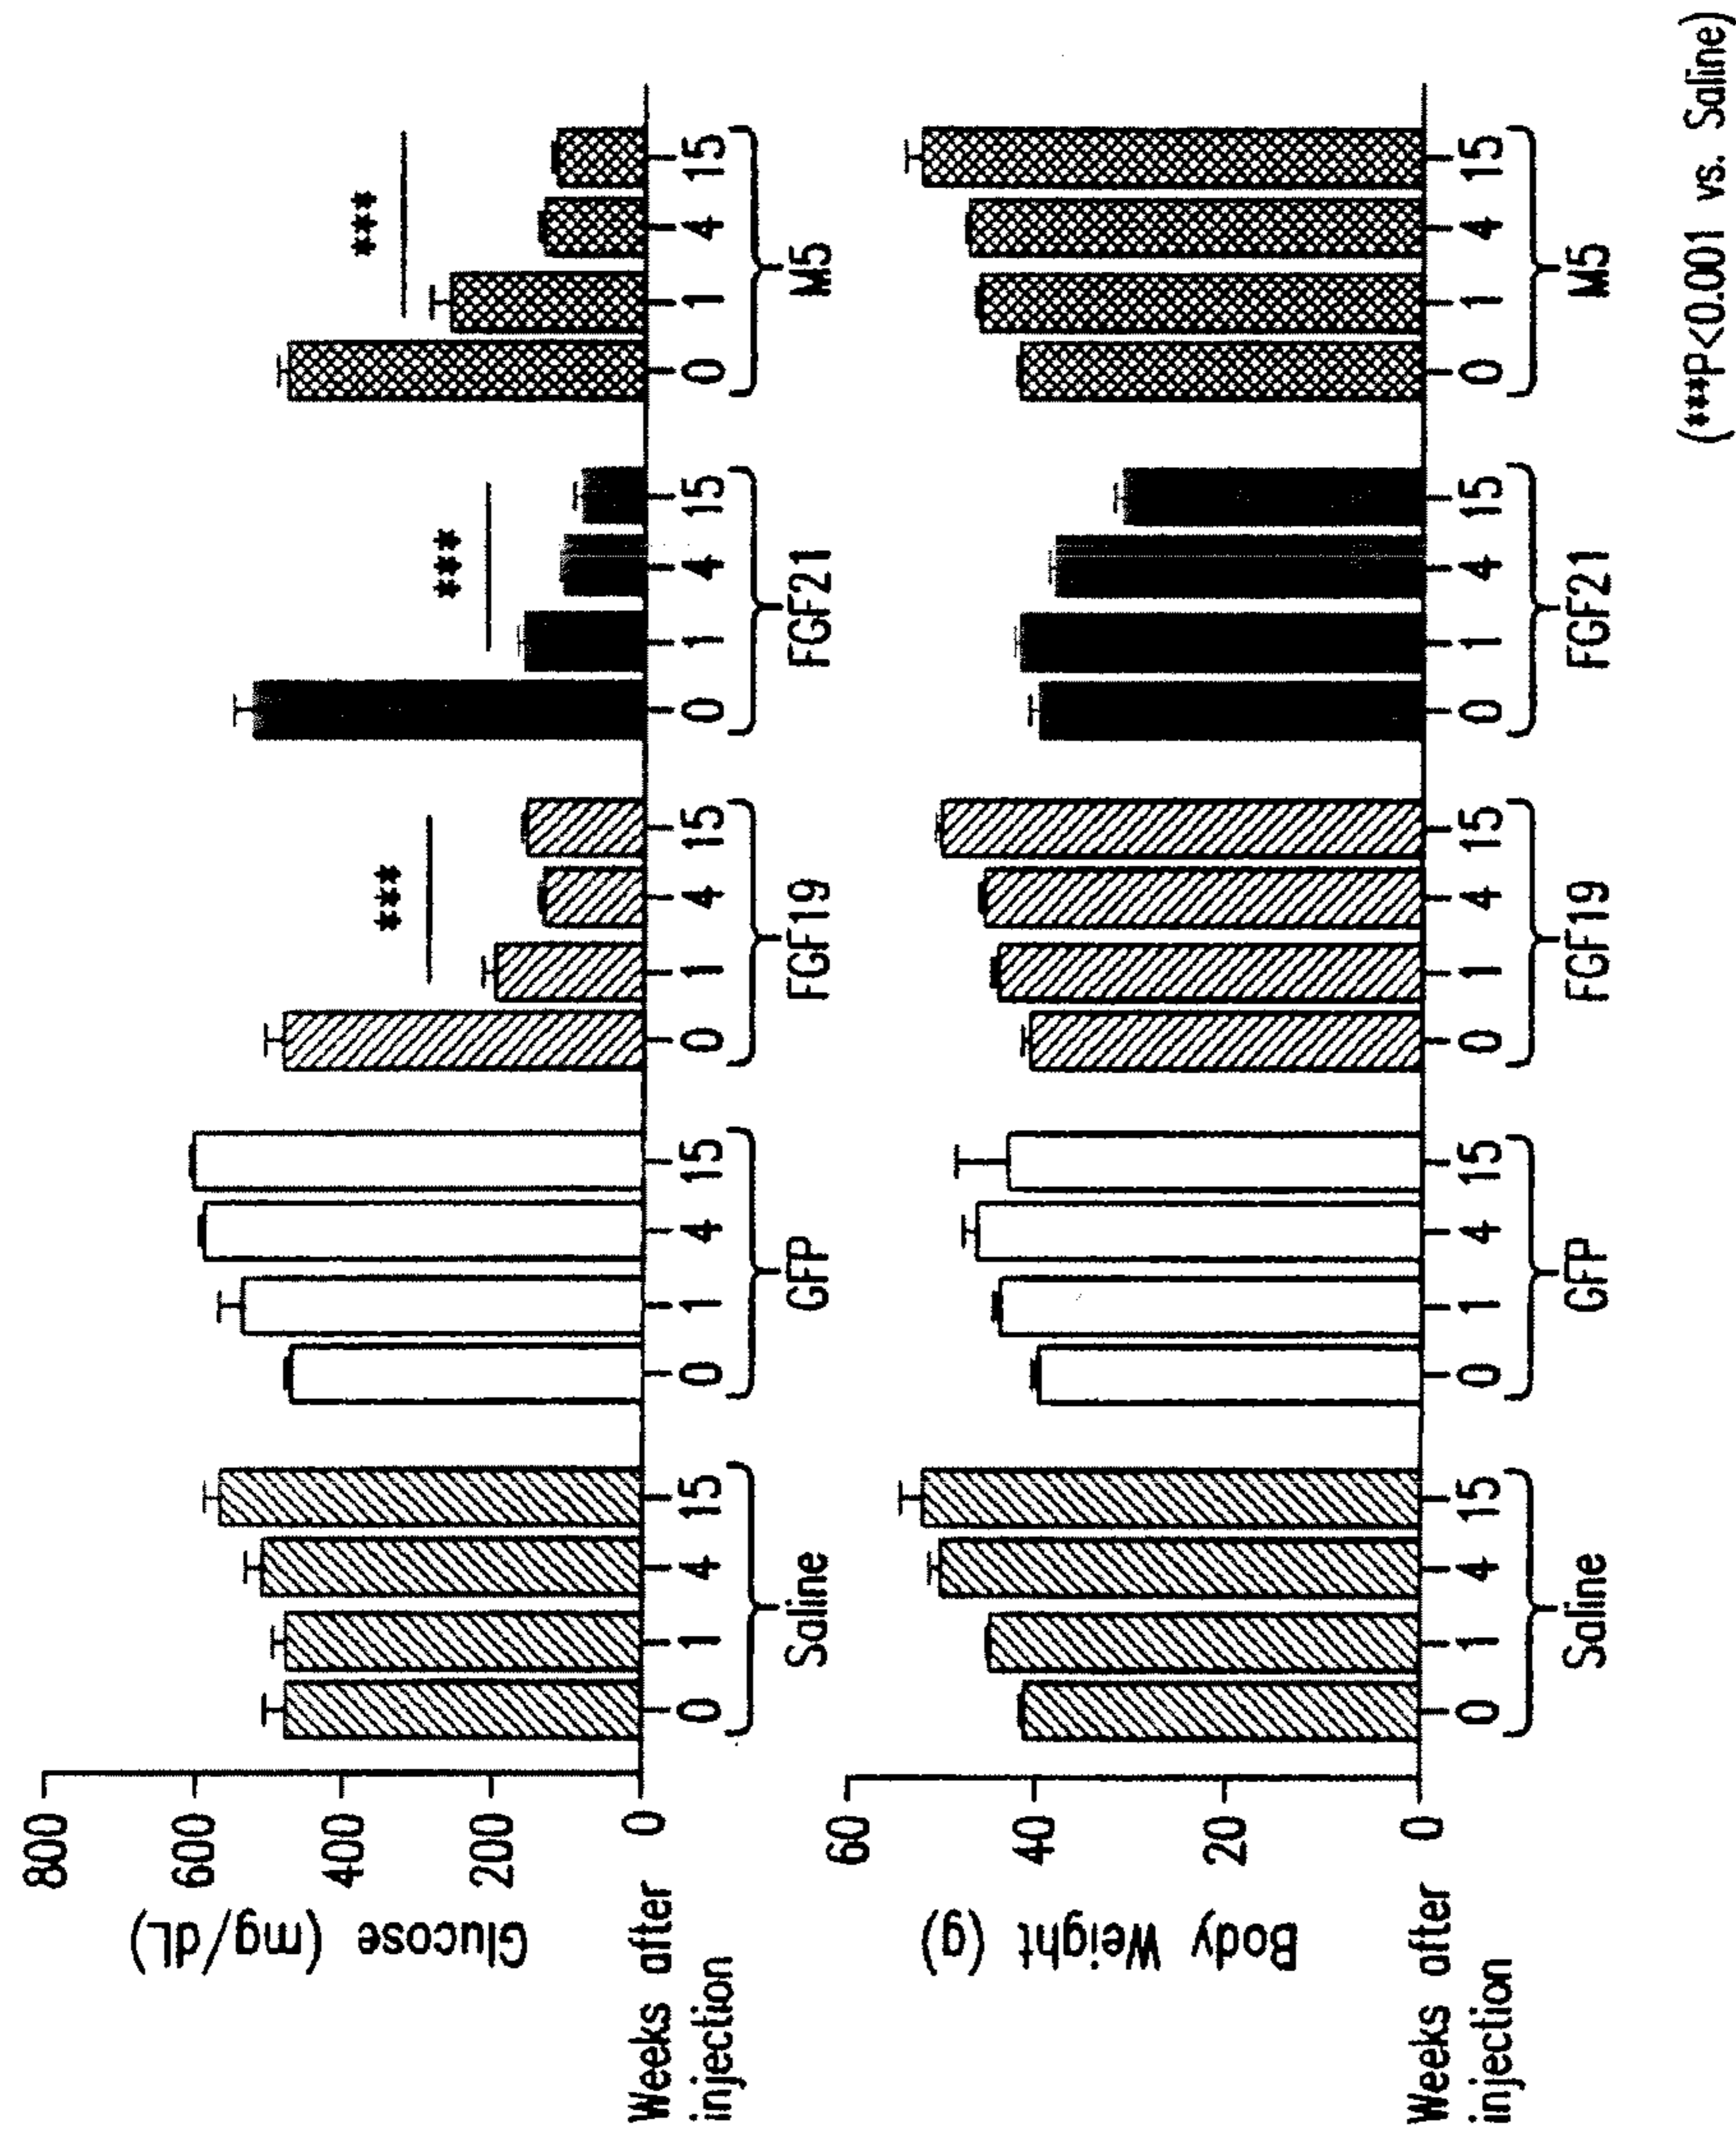 Glucose (mg/dL)
800
600
400
200
0
Weeks after
injection
0 1 4 15 0 1 4 15 0 1 4 15 0 1 4 15 0 1 4 15
Saline GFP FGF19 FGF21 M5
*** *** ***
Body Weight (g)
60
40
20
0
Weeks after
injection
0 1 4 15 0 1 4 15 0 1 4 15 0 1 4 15 0 1 4 15
Saline GFP FGF19 FGF21 M5
(***P<0.001 vs. Saline)